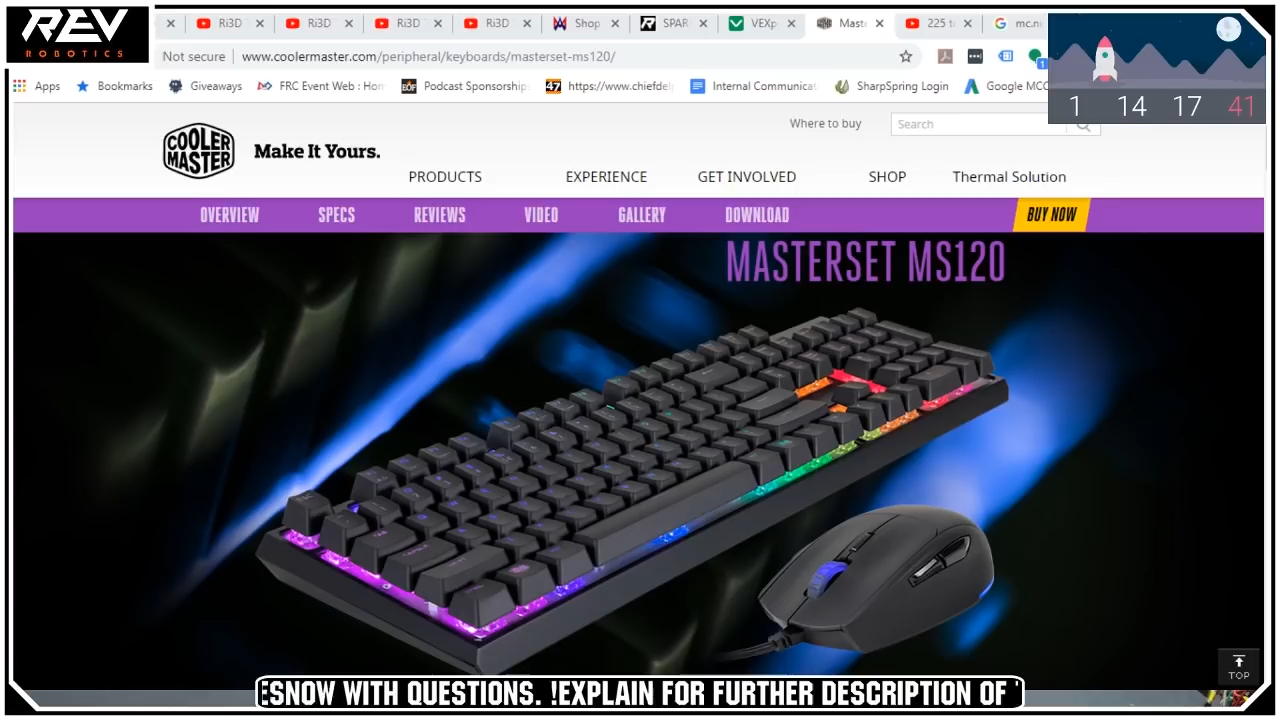 REV
ROBOTICS
Ri3D
Ri3D
Ri3D
Ri3D
Shop
SPAR
VEXp
Mast
225 t
mc.n
Not secure
www.coolermaster.com/peripheral/keyboards/masterset-ms120/
Apps
Bookmarks
Giveaways
FRC Event Web : Hom
Podcast Sponsorship
https://www.chiefdel
Internal Communicat
SharpSpring Login
Google MCC
1 14 17 41
Where to buy
Search
COOLER
MASTER
Make It Yours.
PRODUCTS
EXPERIENCE
GET INVOLVED
SHOP
Thermal Solution
OVERVIEW
SPECS
REVIEWS
VIDEO
GALLERY
DOWNLOAD
BUY NOW
MASTERSET MS120
TOP
ESNOW WITH QUESTIONS. !EXPLAIN FOR FURTHER DESCRIPTION OF